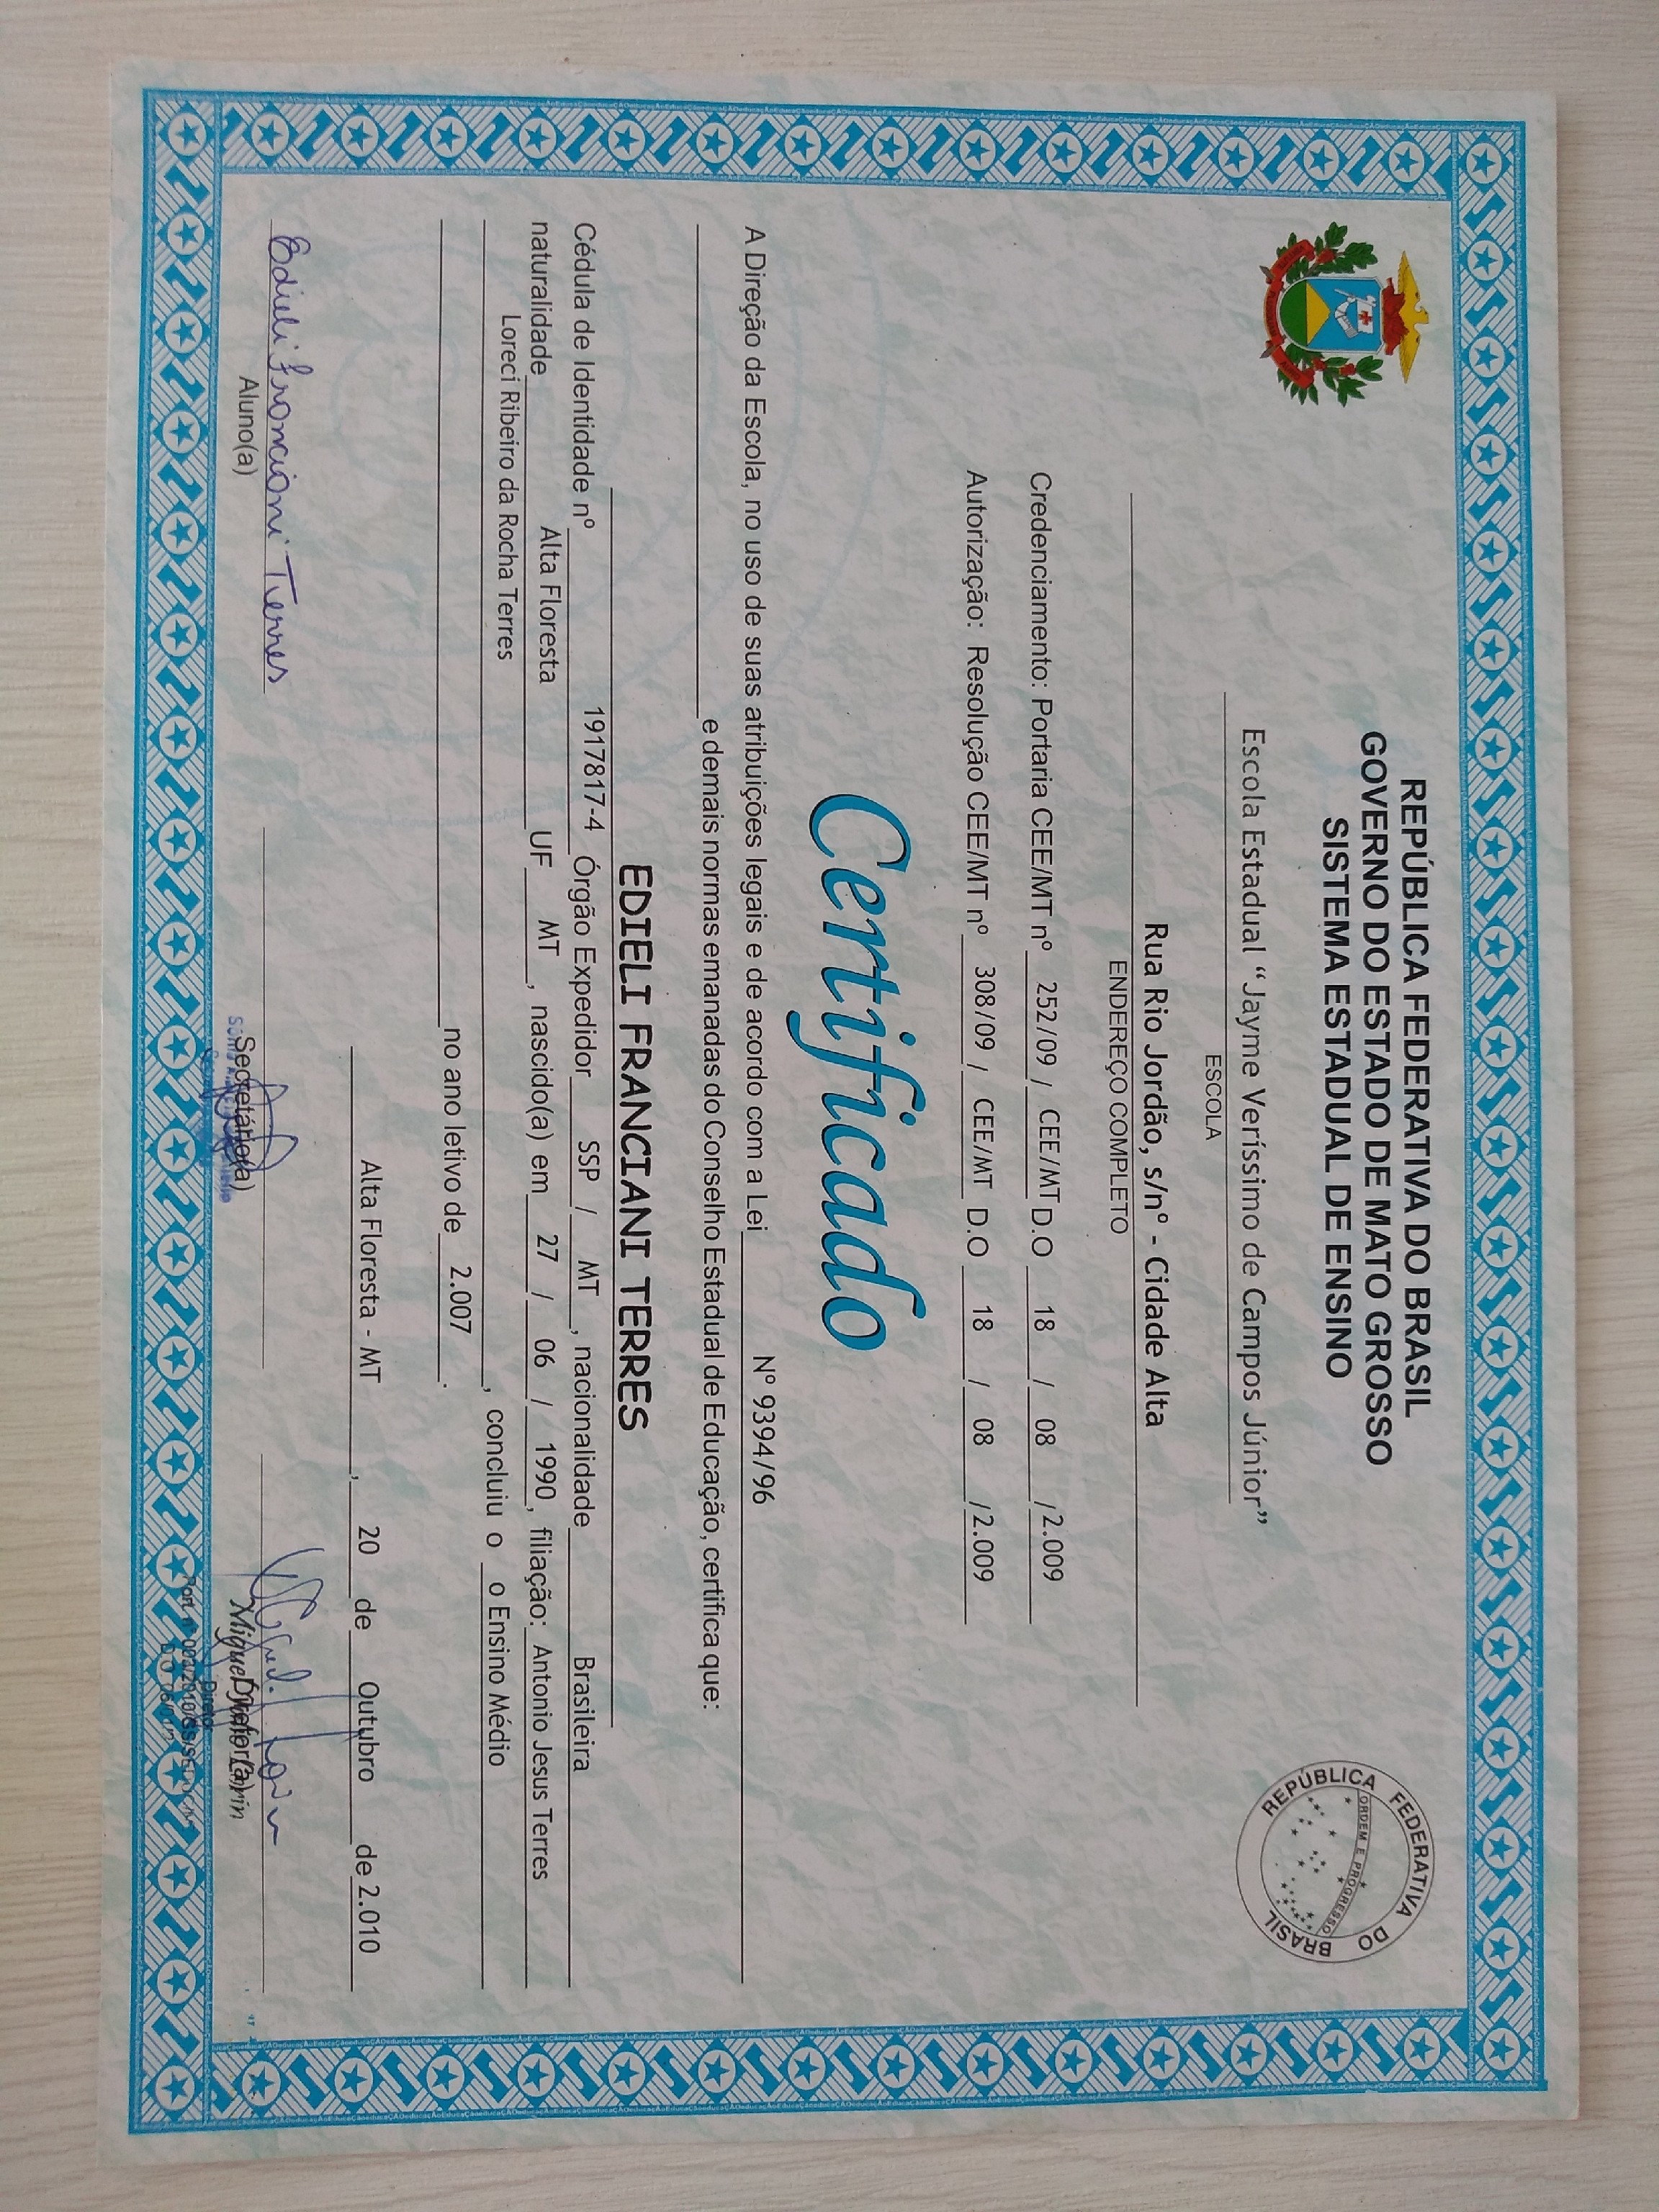 REPÚBLICA FEDERATIVA DO BRASIL
GOVERNO DO ESTADO DE MATO GROSSO
SISTEMA ESTADUAL DE ENSINO
REPÚBLICA FEDERATIVA DO BRASIL
ORDEM E PROGRESSO
Escola Estadual “Jayme Veríssimo de Campos Júnior”
ESCOLA
Rua Rio Jordão, s/nº - Cidade Alta
ENDEREÇO COMPLETO
Credenciamento: Portaria CEE/MT nº 252/09 / CEE/MT D.O 18 / 08 /2.009
Autorização: Resolução CEE/MT nº 308/09 / CEE/MT D.O 18 / 08 /2.009
Certificado
A Direção da Escola, no uso de suas atribuições legais e de acordo com a Lei Nº 9394/96
e demais normas emanadas do Conselho Estadual de Educação, certifica que:
EDIELI FRANCIANI TERRES
Cédula de Identidade nº 1917817-4 Órgão Expedidor SSP / MT , nacionalidade Brasileira
naturalidade Alta Floresta UF MT , nascido(a) em 27 / 06 / 1990 , filiação: Antonio Jesus Terres
Loreci Ribeiro da Rocha Terres , concluiu o o Ensino Médio
no ano letivo de 2.007 .
Alta Floresta - MT , 20 de Outubro de 2.010
Edieli Franciani Terres
Aluno(a)
Secretário(a)
Diretor(a)
Miguel
Diretor